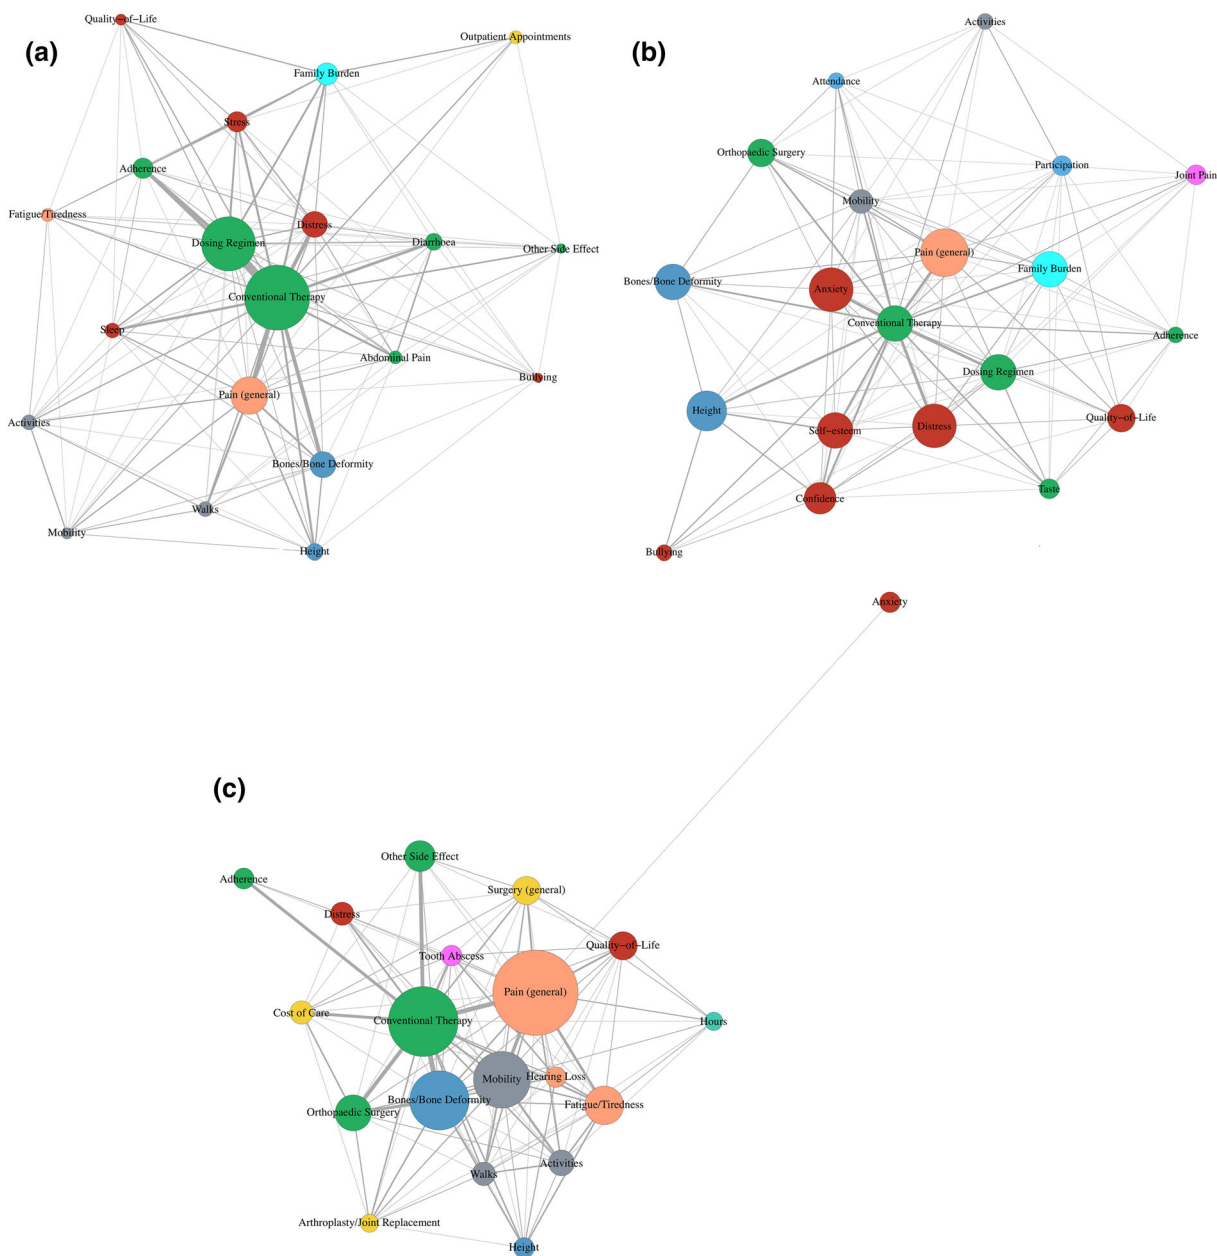 (a)
Quality-of-Life
Outpatient Appointments
Family Burden
Stress
Adherence
Fatigue/Tiredness
Distress
Dosing Regimen
Diarrhoea
Other Side Effect
Conventional Therapy
Sleep
Abdominal Pain
Bullying
Pain (general)
Activities
Bones/Bone Deformity
Walks
Mobility
Height
(b)
Activities
Attendance
Orthopaedic Surgery
Participation
Joint Pain
Mobility
Pain (general)
Family Burden
Bones/Bone Deformity
Anxiety
Conventional Therapy
Adherence
Dosing Regimen
Height
Quality-of-Life
Self-esteem
Distress
Taste
Confidence
Bullying
(c)
Anxiety
Other Side Effect
Adherence
Surgery (general)
Distress
Quality-of-Life
Tooth Abscess
Pain (general)
Cost of Care
Conventional Therapy
Hours
Mobility
Hearing Loss
Bones/Bone Deformity
Fatigue/Tiredness
Orthopaedic Surgery
Activities
Walks
Arthroplasty/Joint Replacement
Height